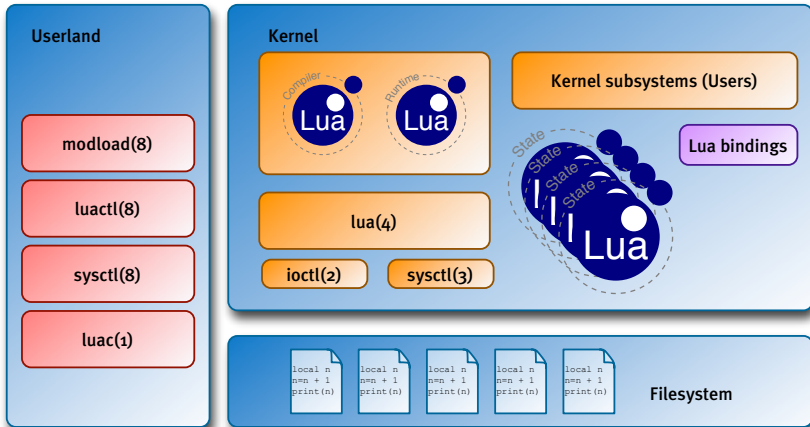 Userland
modload(8)
luactl(8)
sysctl(8)
luac(1)
Kernel
Compiler
Lua
Runtime
Lua
lua(4)
ioctl(2)
sysctl(3)
Kernel subsystems (Users)
Lua bindings
State
State
State
Lua
local n
n=n + 1
print(n)
local n
n=n + 1
print(n)
local n
n=n + 1
print(n)
local n
n=n + 1
print(n)
local n
n=n + 1
print(n)
Filesystem